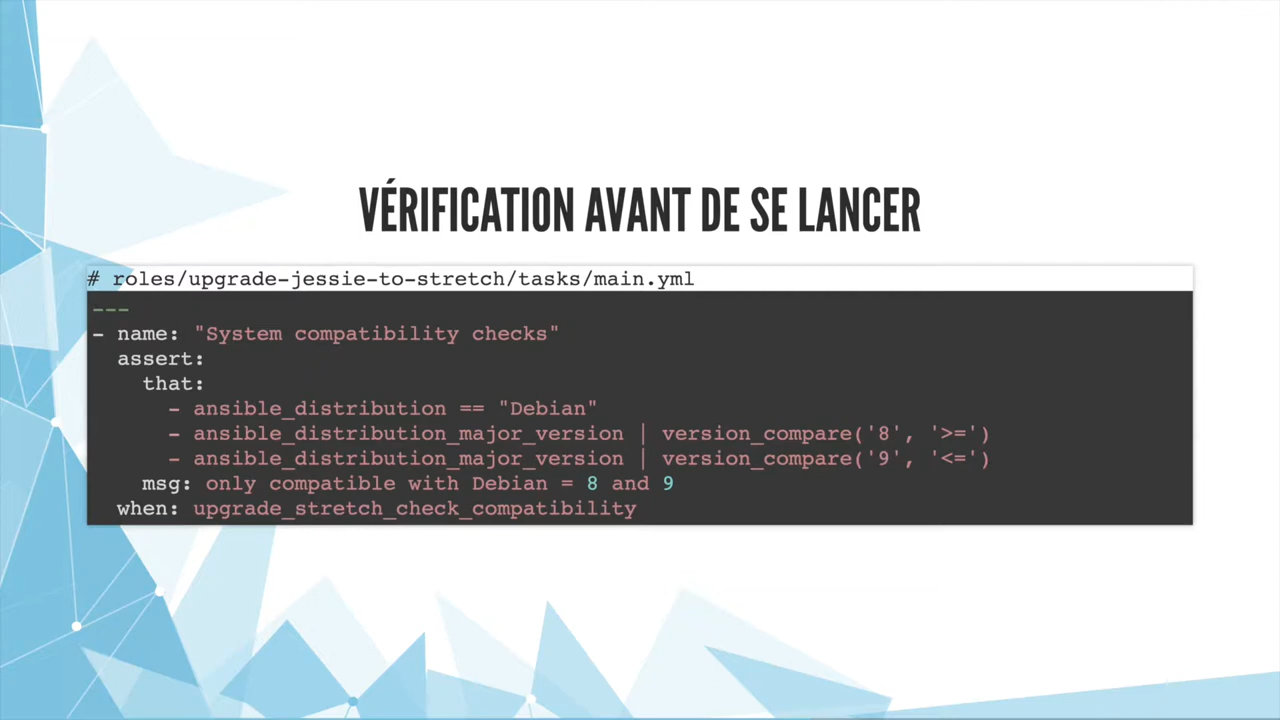 VÉRIFICATION AVANT DE SE LANCER
# roles/upgrade-jessie-to-stretch/tasks/main.yml
---
- name: "System compatibility checks"
  assert:
    that:
      - ansible_distribution == "Debian"
      - ansible_distribution_major_version | version_compare('8', '>=')
      - ansible_distribution_major_version | version_compare('9', '<=')
    msg: only compatible with Debian = 8 and 9
  when: upgrade_stretch_check_compatibility